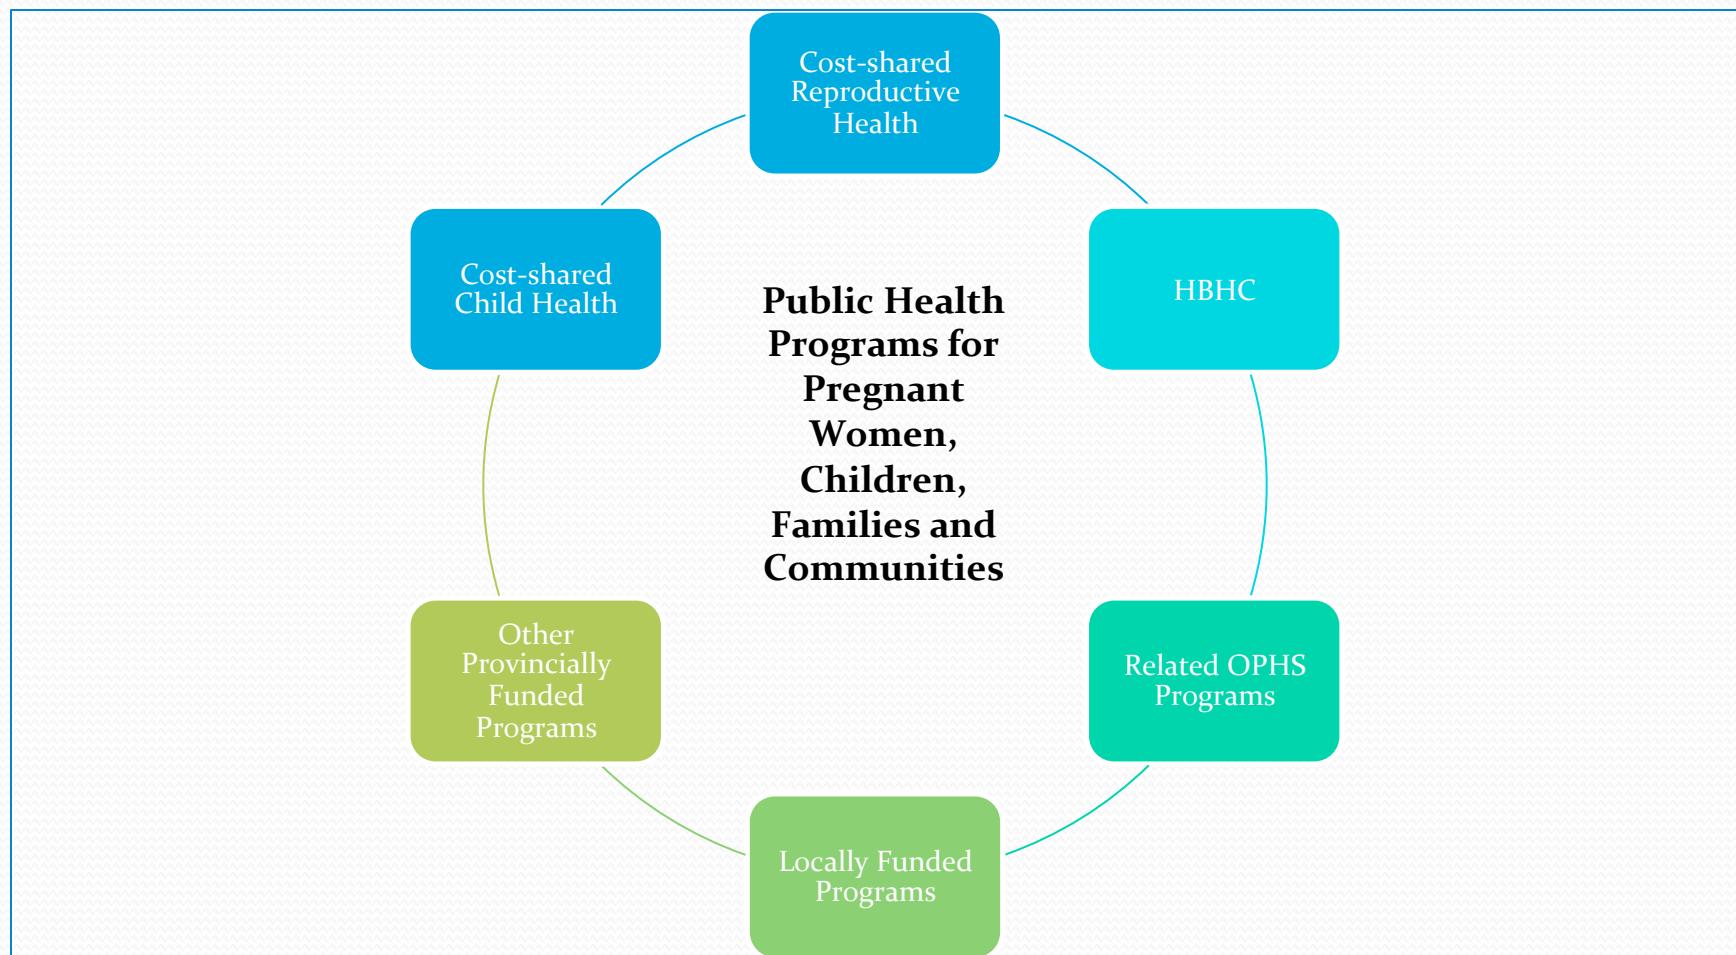 Cost-shared
Reproductive
Health
Cost-shared
Child Health
HBHC
Public Health
Programs for
Pregnant
Women,
Children,
Families and
Communities
Other
Provincially
Funded
Programs
Related OPHS
Programs
Locally Funded
Programs